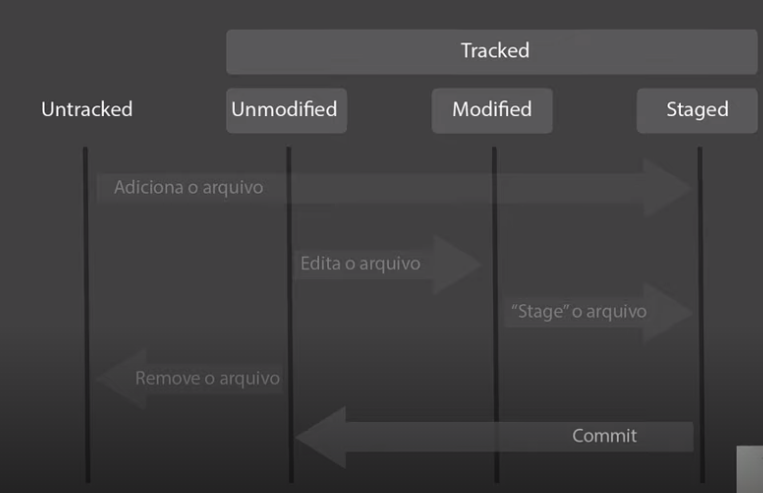 Tracked
Untracked
Unmodified
Modified
Staged
Adiciona o arquivo
Edita o arquivo
“Stage” o arquivo
Remove o arquivo
Commit